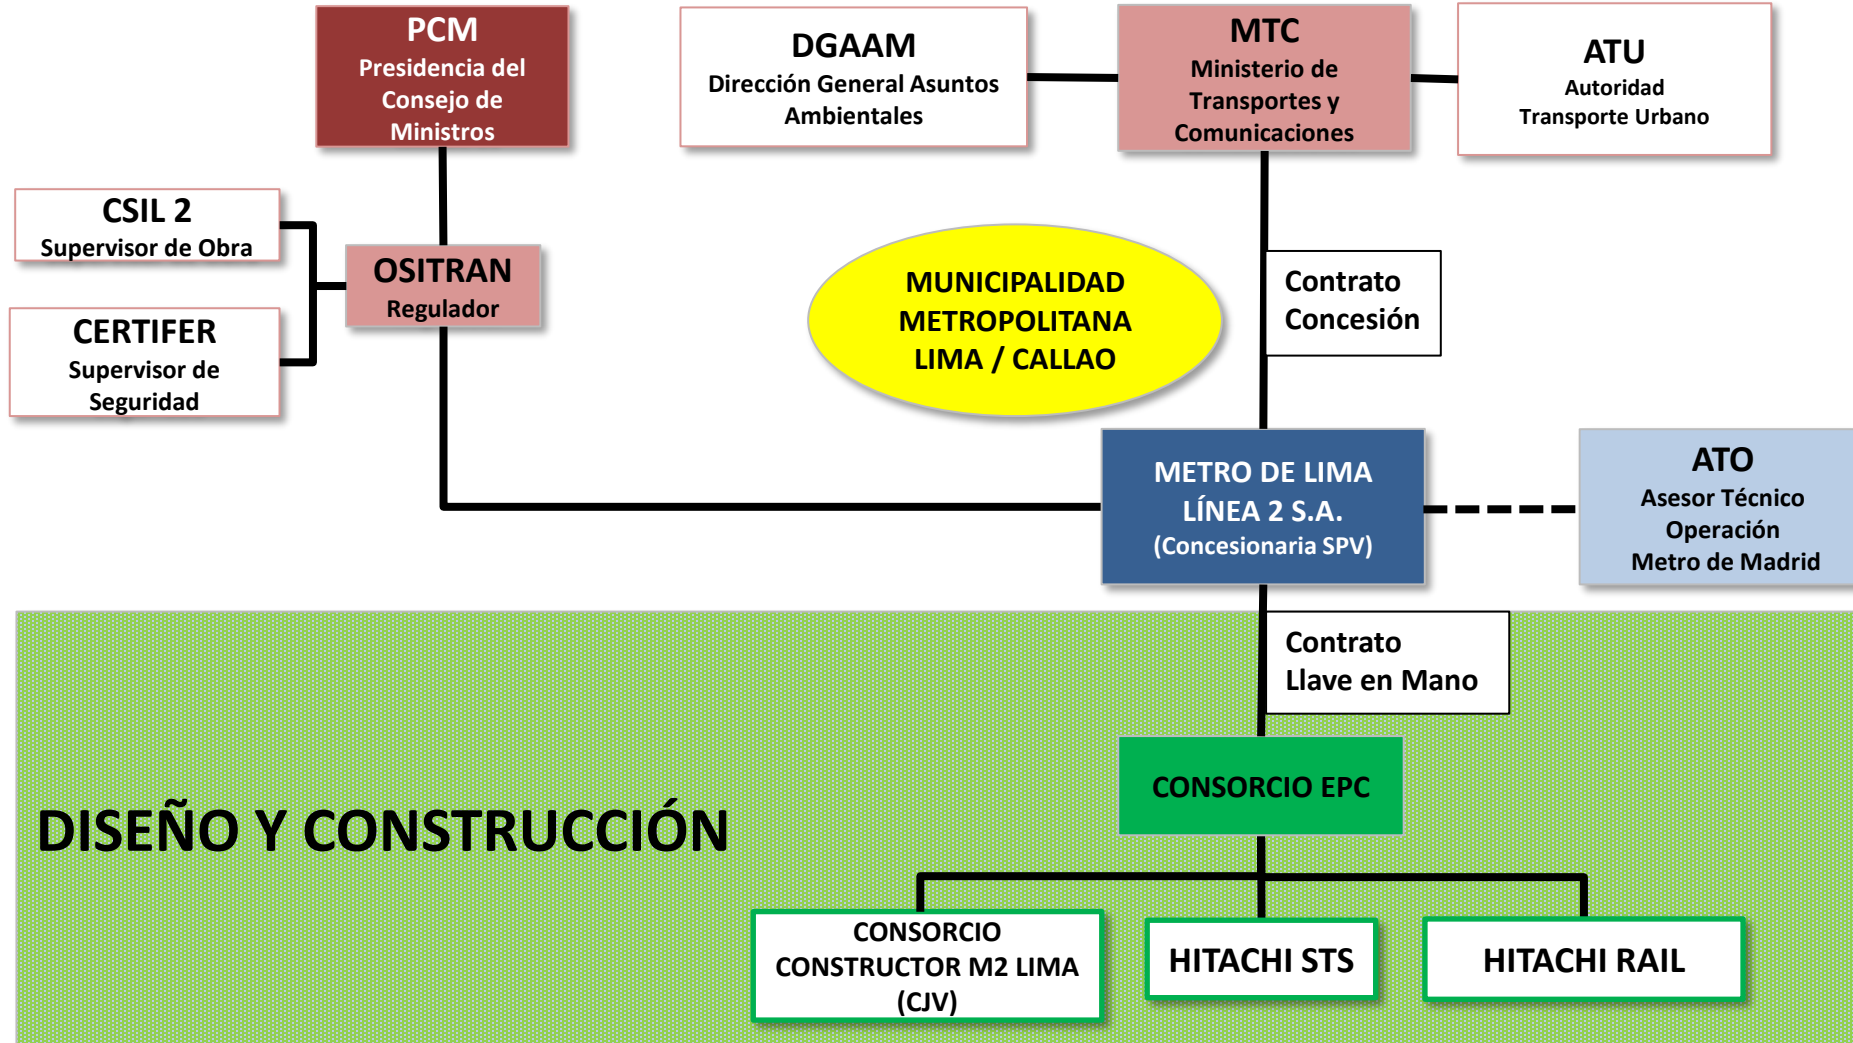 PCM
Presidencia del
Consejo de
Ministros
DGAAM
Dirección General Asuntos
Ambientales
MTC
Ministerio de
Transportes y
Comunicaciones
ATU
Autoridad
Transporte Urbano
CSIL 2
Supervisor de Obra
OSITRAN
Regulador
CERTIFER
Supervisor de
Seguridad
MUNICIPALIDAD
METROPOLITANA
LIMA / CALLAO
Contrato
Concesión
METRO DE LIMA
LÍNEA 2 S.A.
(Concesionaria SPV)
ATO
Asesor Técnico
Operación
Metro de Madrid
Contrato
Llave en Mano
CONSORCIO EPC
DISEÑO Y CONSTRUCCIÓN
CONSORCIO
CONSTRUCTOR M2 LIMA
(CJV)
HITACHI STS
HITACHI RAIL